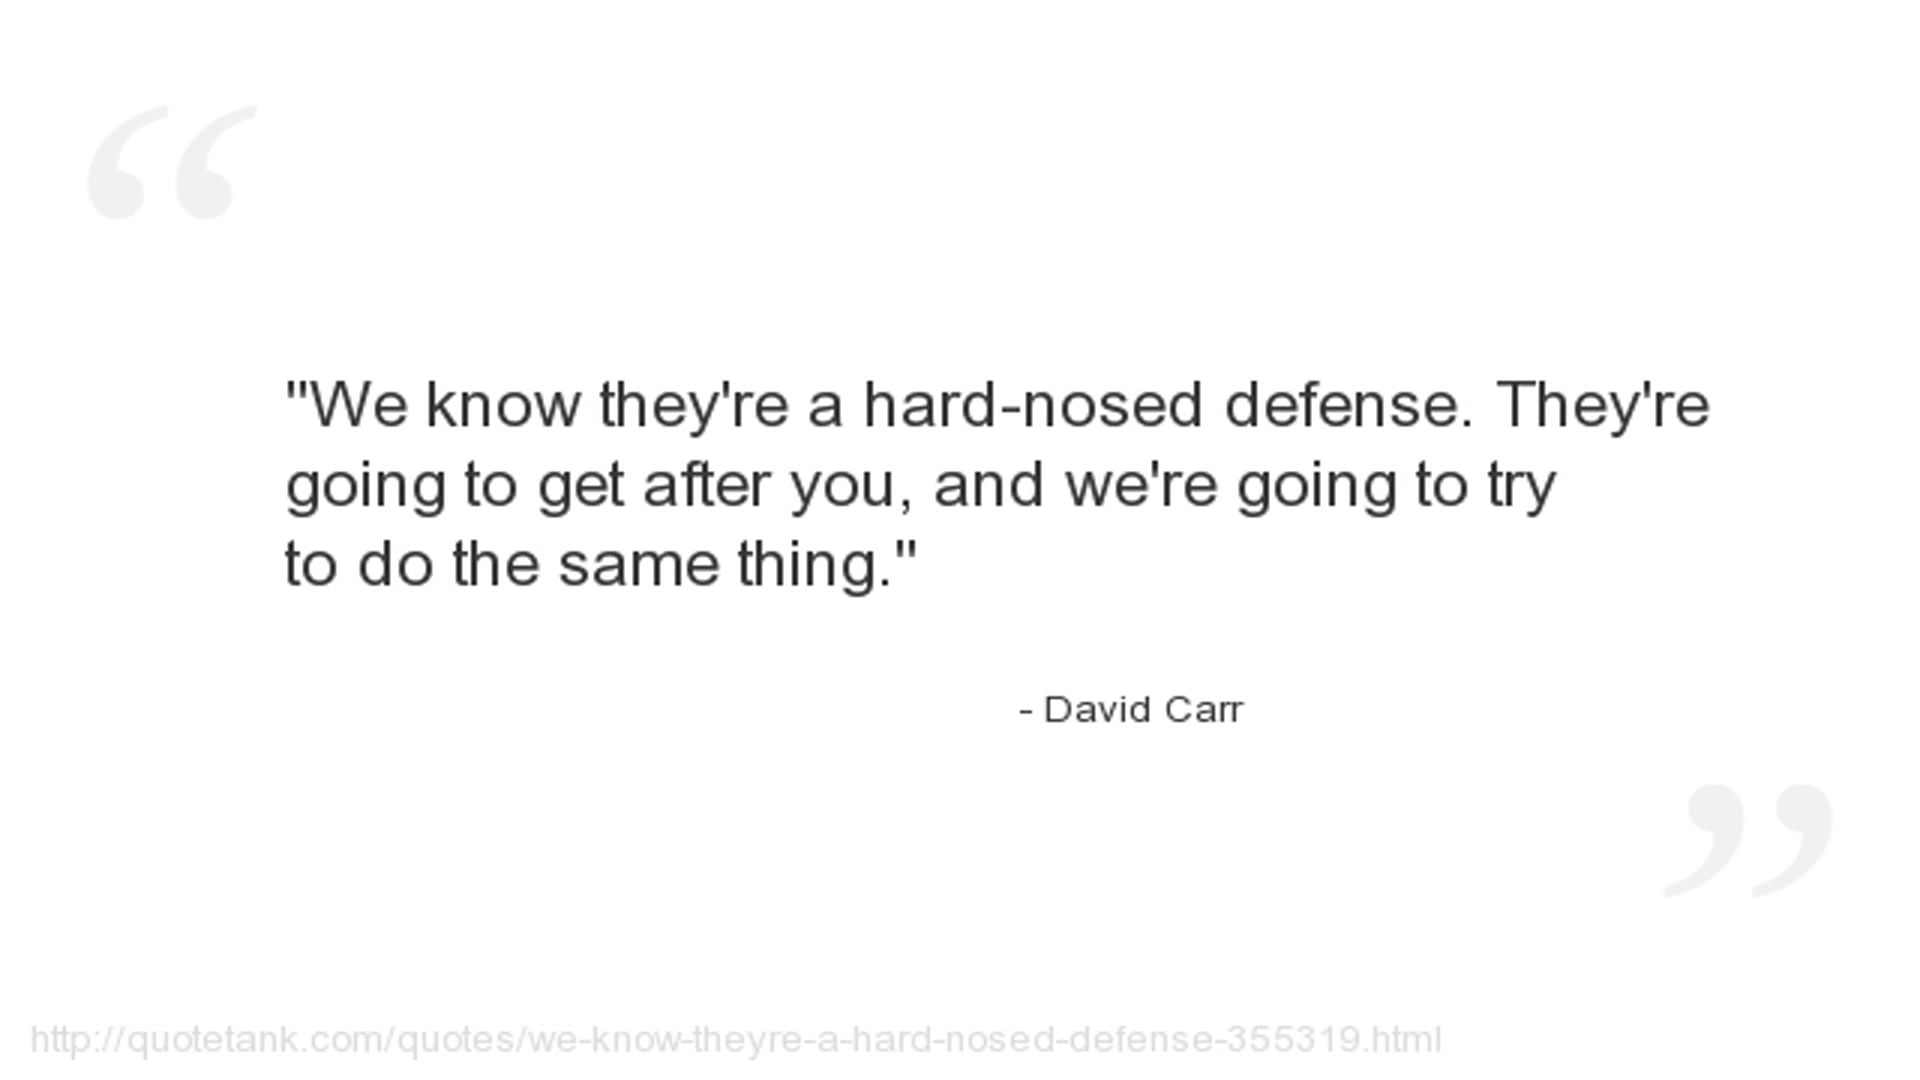 "We know they're a hard-nosed defense. They're
going to get after you, and we're going to try
to do the same thing."
- David Carr
http://quotetank.com/quotes/we-know-theyre-a-hard-nosed-defense-355319.html